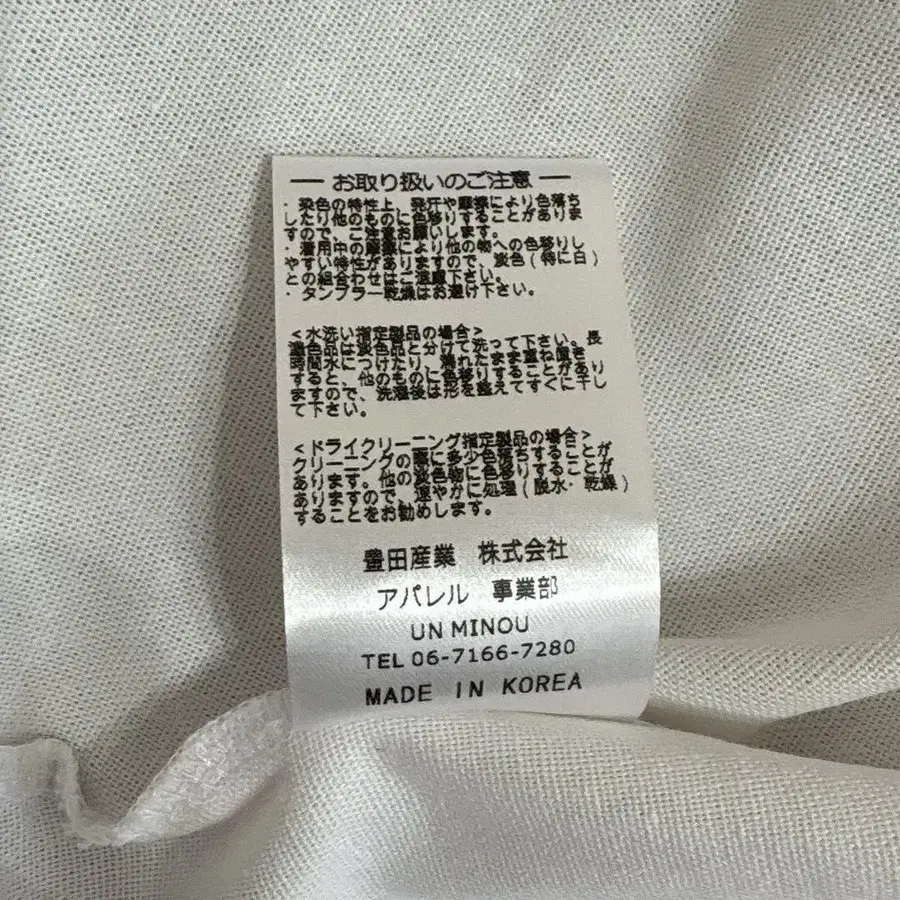 お取り扱いのご注意
・染色の特性上、発汗や摩擦により色落ち
したり他のものに色移りすることがありま
すので、ご注意お願いします。
・着用中の摩擦により他の物への色移りし
やすい特性がありますので、淡色(特に白)
との組合わせはご遠慮下さい。
・タンブラー乾燥はお避け下さい。
<水洗い指定製品の場合>
濃色品は淡色品と分けて洗って下さい。長
時間水につけたり、濡れたまま重ね置き
すると、他のものに色移りすることがあり
ますので、洗濯後は形を整えてすぐに干し
て下さい。
<ドライクリーニング指定製品の場合>
クリーニングの際に多少色落ちすることが
あります。他の淡色物に色移りすることが
ありますので、速やかに処理(脱水・乾燥)
することをお勧めします。
豊田産業 株式会社
アパレル 事業部
UN MINOU
TEL 06-7166-7280
MADE IN KOREA